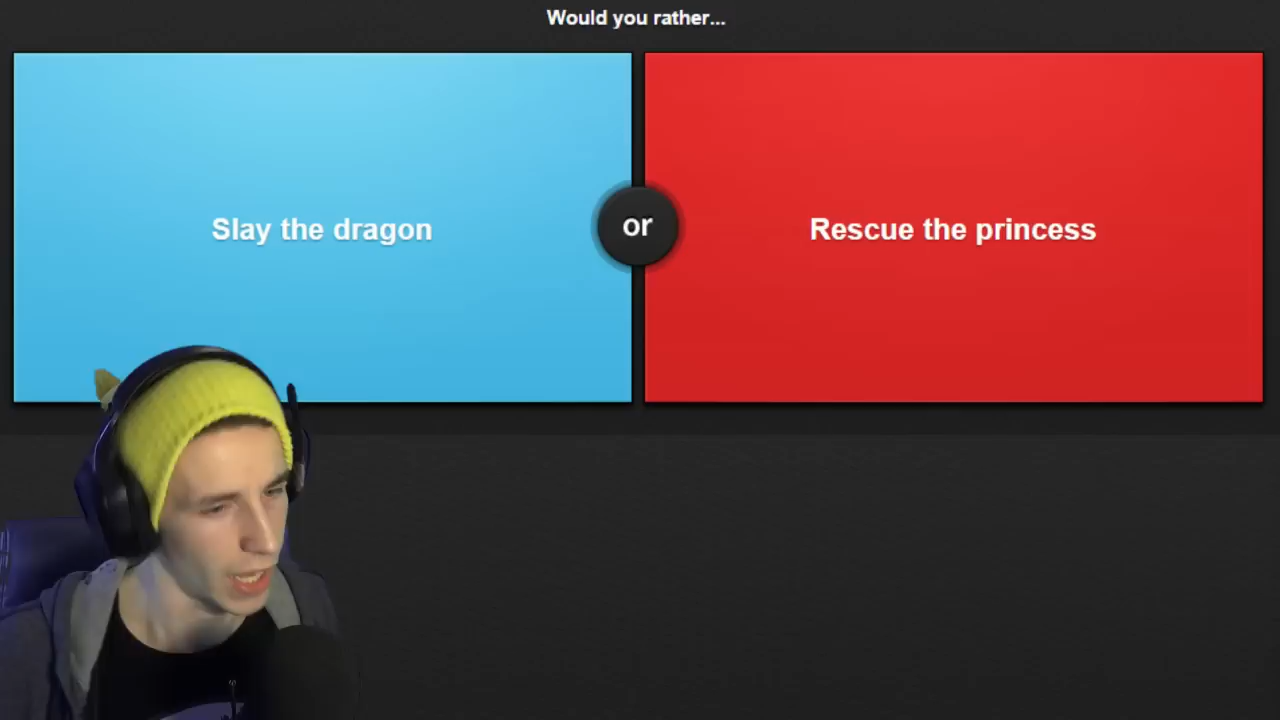 Would you rather...
Slay the dragon
or
Rescue the princess